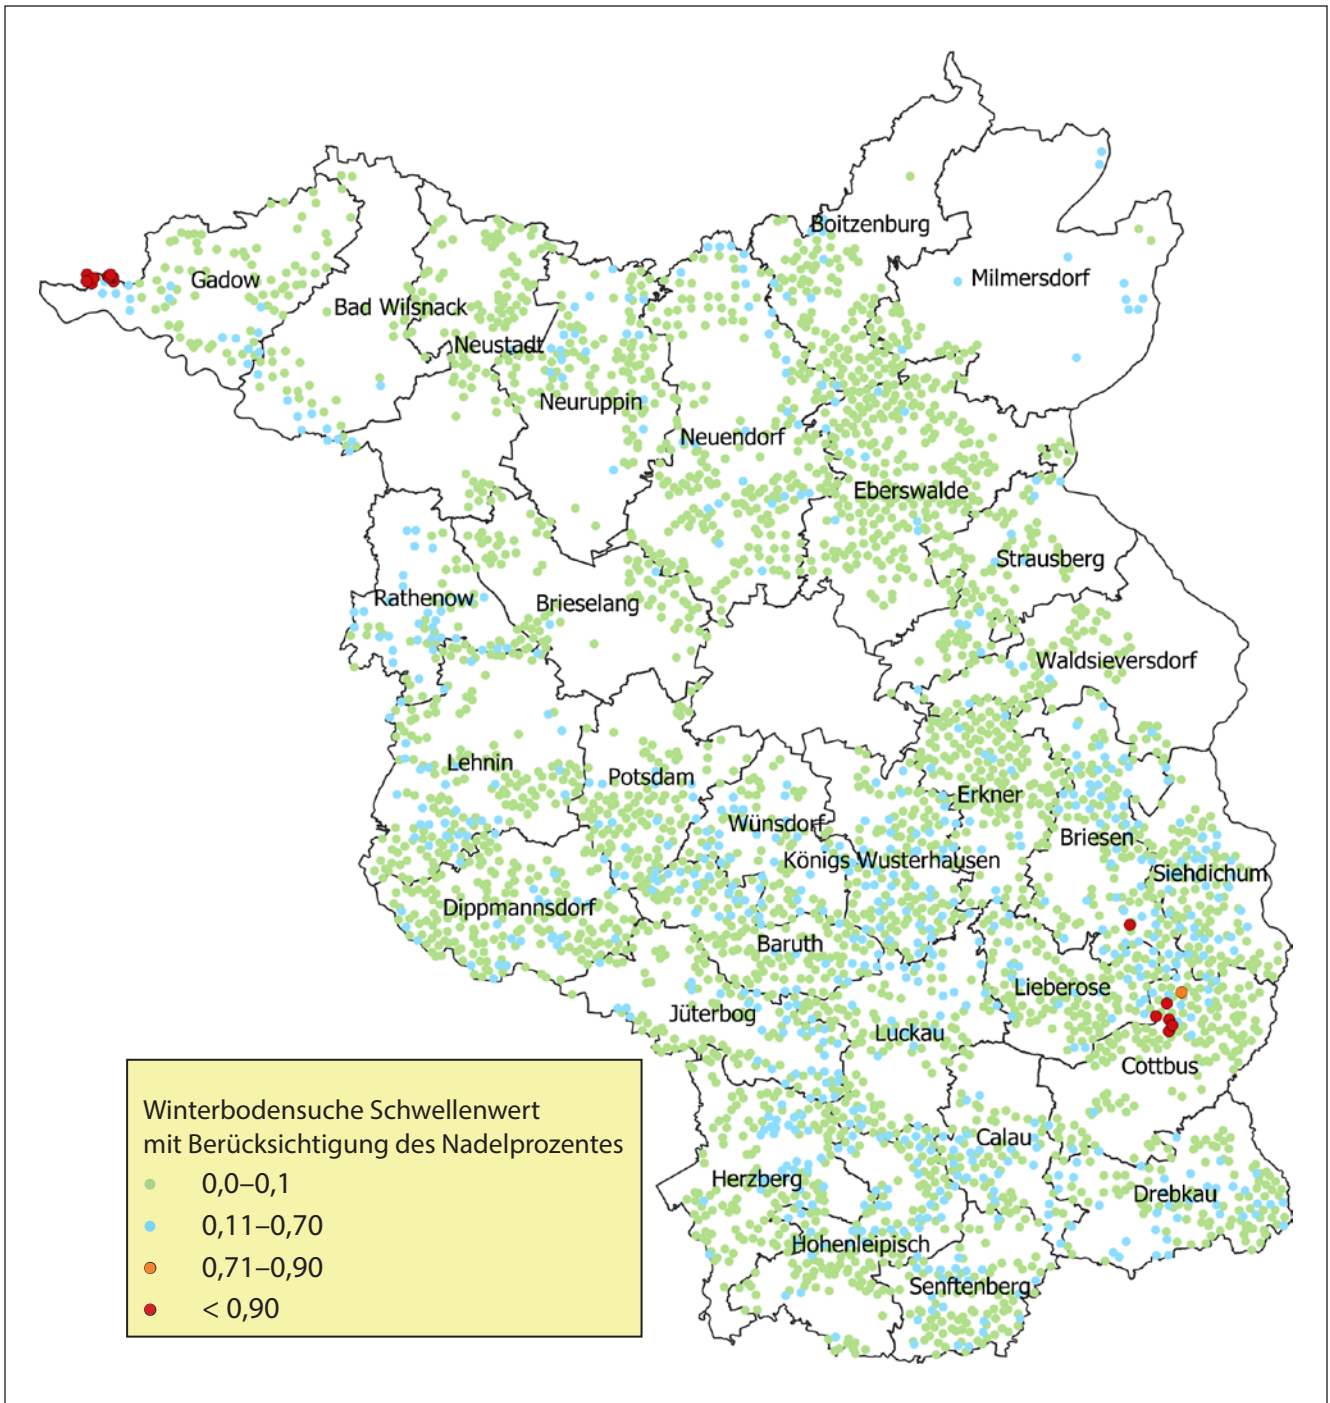 Boitzenburg
Milmersdorf
Gadow
Bad Wilsnack
Neustadt
Neuruppin
Neuendorf
Eberswalde
Strausberg
Rathenow
Brieselang
Waldsieversdorf
Lehnin
Potsdam
Erkner
Wünsdorf
Briesen
Königs Wusterhausen
Siehdichum
Dippmannsdorf
Baruth
Lieberose
Jüterbog
Luckau
Cottbus
Calau
Herzberg
Drebkau
Hohenleipisch
Senftenberg
Winterbodensuche Schwellenwert
mit Berücksichtigung des Nadelprozentes
0,0–0,1
0,11–0,70
0,71–0,90
< 0,90